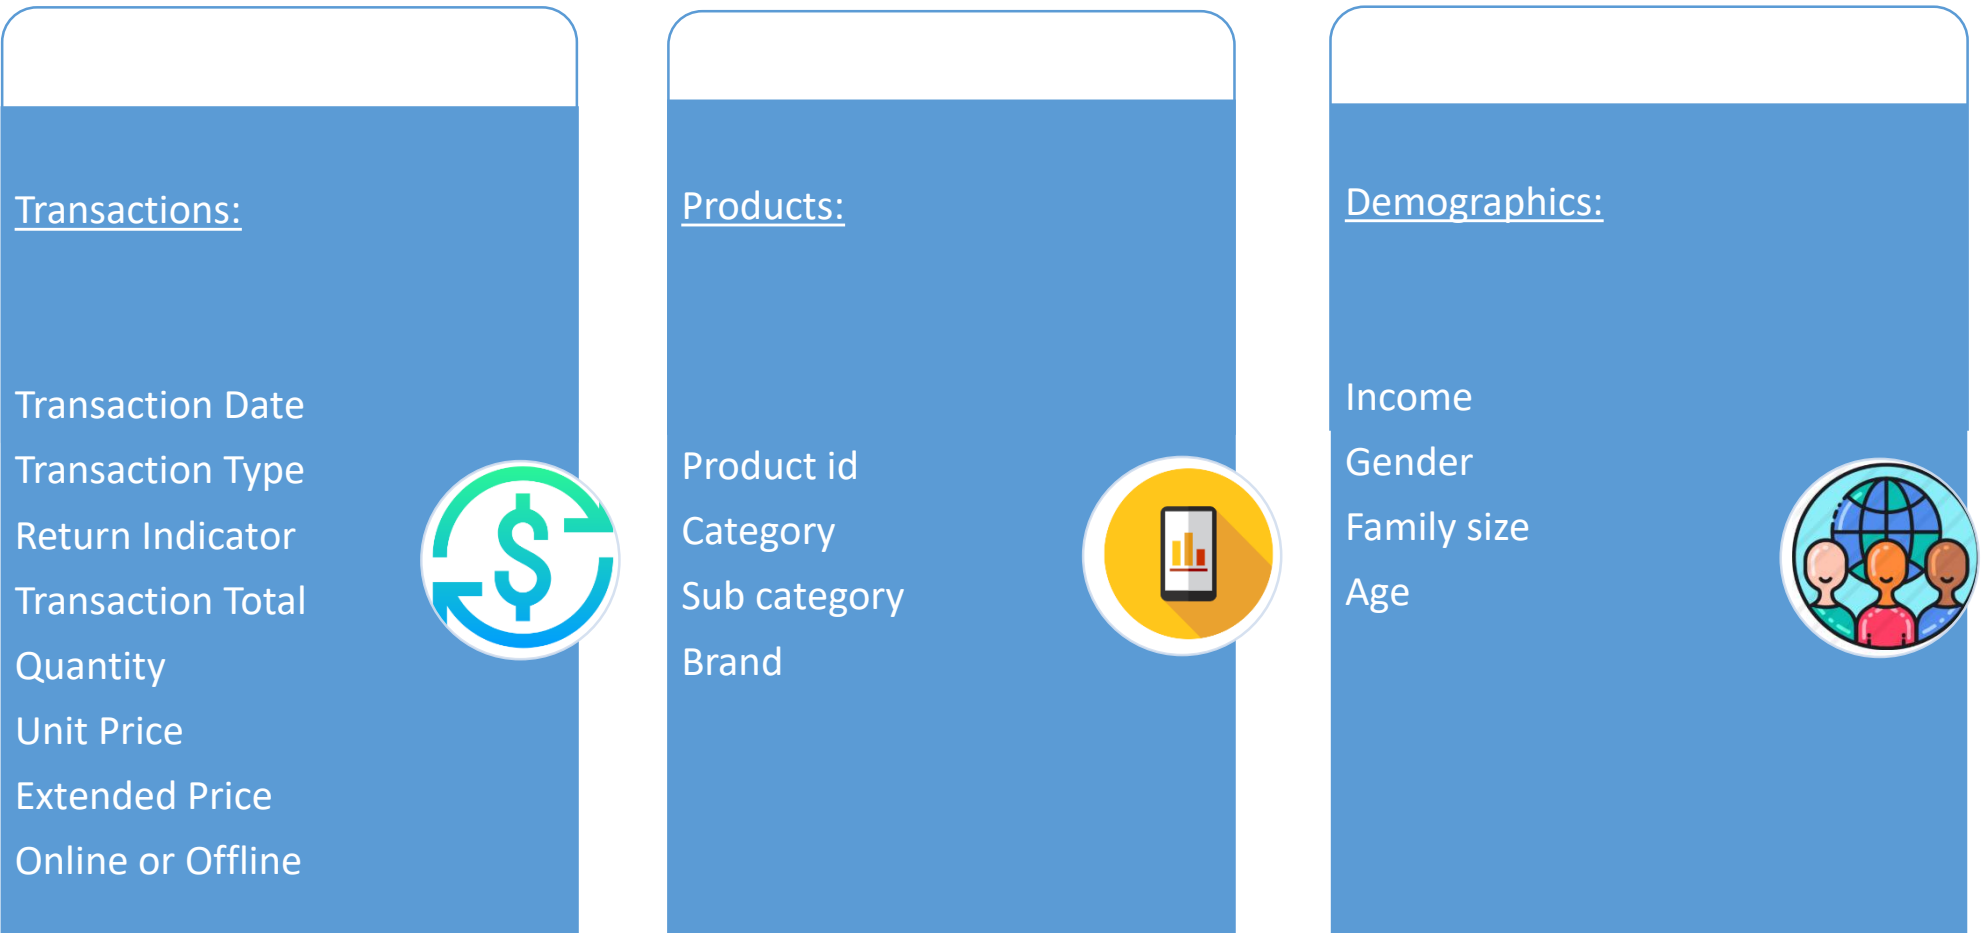 Transactions:
Transaction Date
Transaction Type
Return Indicator
Transaction Total
Quantity
Unit Price
Extended Price
Online or Offline
Products:
Product id
Category
Sub category
Brand
Demographics:
Income
Gender
Family size
Age